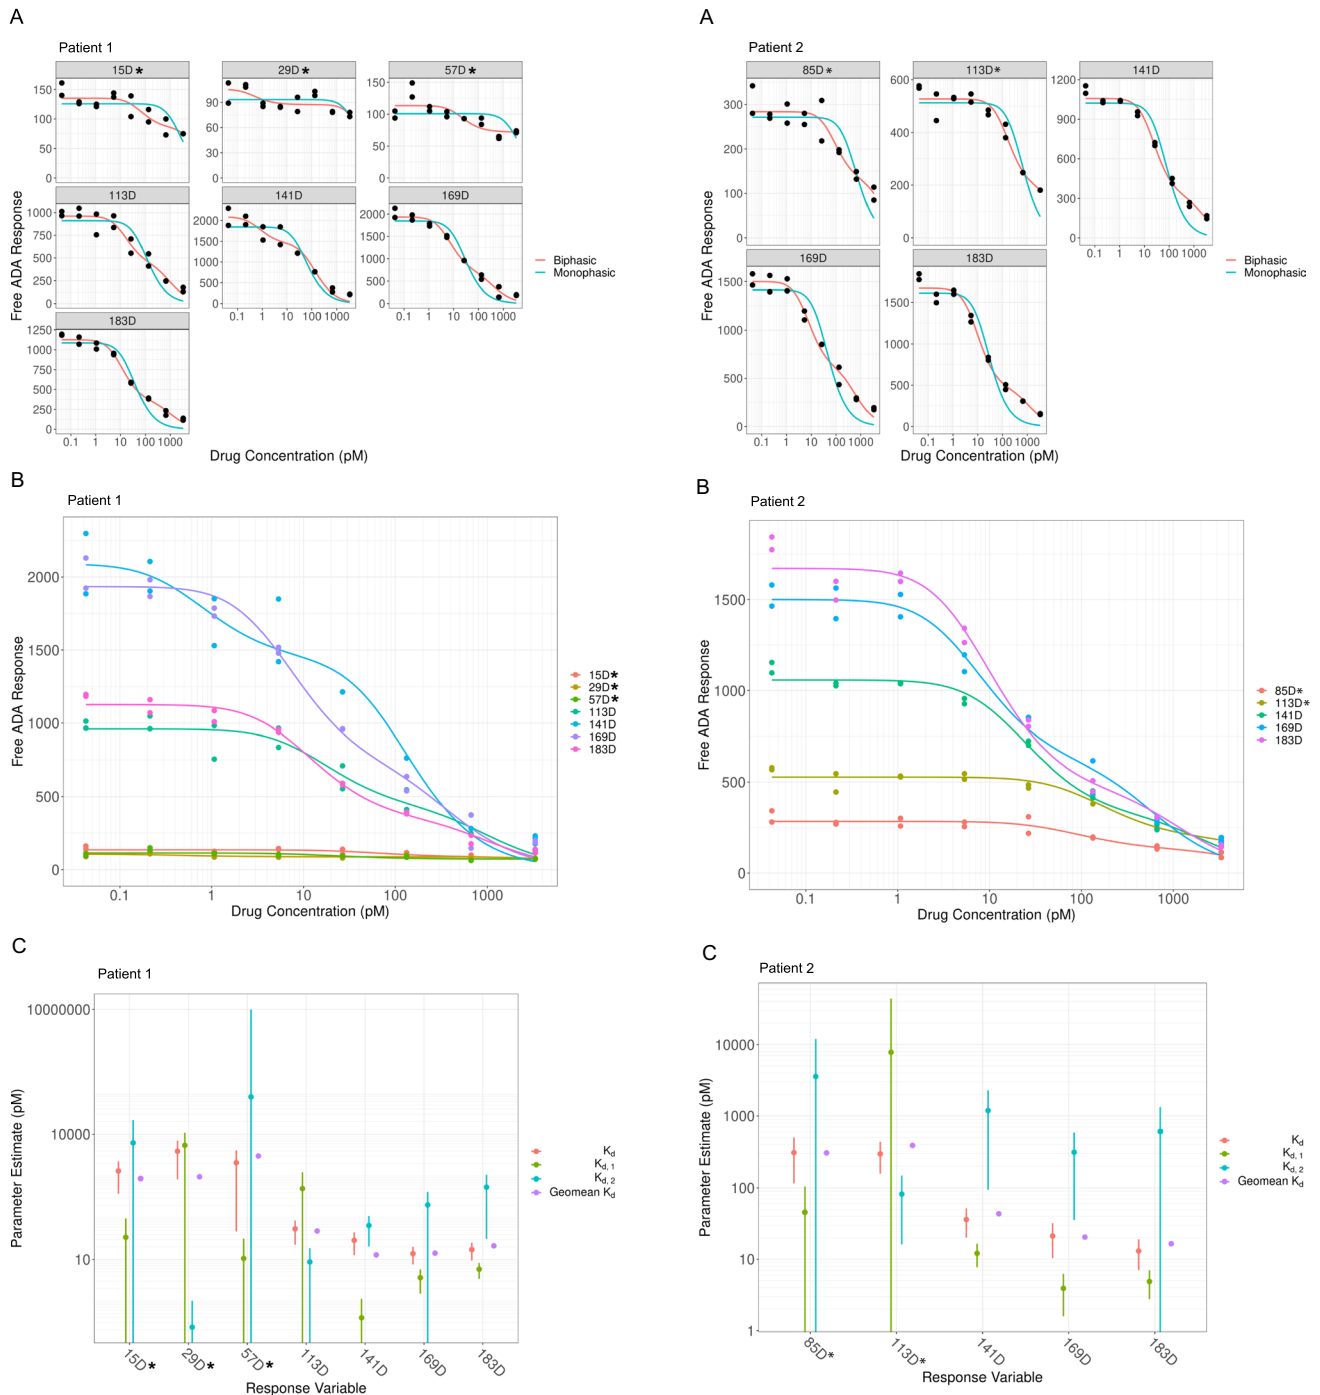 A
Patient 1
15D*
29D*
57D*
150
100
50
0
90
60
30
0
150
100
50
0
113D
141D
169D
1000
750
500
250
0
2000
1500
1000
500
0
2000
1500
1000
500
0
0.1 1 10 100 1000
0.1 1 10 100 1000
183D
1250
1000
750
500
250
0
0.1 1 10 100 1000
Free ADA Response
Drug Concentration (pM)
Biphasic
Monophasic
A
Patient 2
85D*
113D*
141D
300
200
100
0
600
400
200
0
1200
900
600
300
0
0.1 1 10 100 1000
169D
183D
1500
1000
500
0
1500
1000
500
0
0.1 1 10 100 1000
0.1 1 10 100 1000
Free ADA Response
Drug Concentration (pM)
Biphasic
Monophasic
B
Patient 1
2000
1500
1000
500
0
0.1 1 10 100 1000
Free ADA Response
Drug Concentration (pM)
15D*
29D*
57D*
113D
141D
169D
183D
B
Patient 2
1500
1000
500
0
0.1 1 10 100 1000
Free ADA Response
Drug Concentration (pM)
85D*
113D*
141D
169D
183D
C
Patient 1
10000000
10000
10
15D*
29D*
57D*
113D
141D
169D
183D
Parameter Estimate (pM)
Response Variable
Kd
Kd, 1
Kd, 2
Geomean Kd
C
Patient 2
10000
1000
100
10
1
85D*
113D*
141D
169D
183D
Parameter Estimate (pM)
Response Variable
Kd
Kd, 1
Kd, 2
Geomean Kd